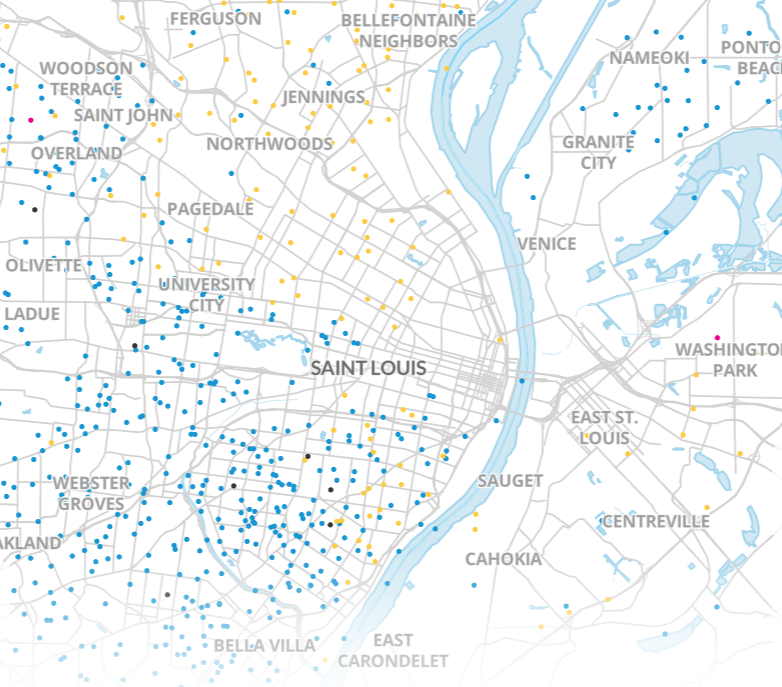 FERGUSON
BELLEFONTAINE
NEIGHBORS
NAMEOKI
PONTO
BEAC
WOODSON
TERRACE
JENNINGS
SAINT JOHN
NORTHWOODS
GRANITE
CITY
OVERLAND
PAGEDALE
VENICE
OLIVETTE
UNIVERSITY
CITY
LADUE
SAINT LOUIS
WASHINGTON
PARK
EAST ST.
LOUIS
WEBSTER
GROVES
SAUGET
CENTREVILLE
AKLAND
CAHOKIA
BELLA VILLA
EAST
CARONDELET